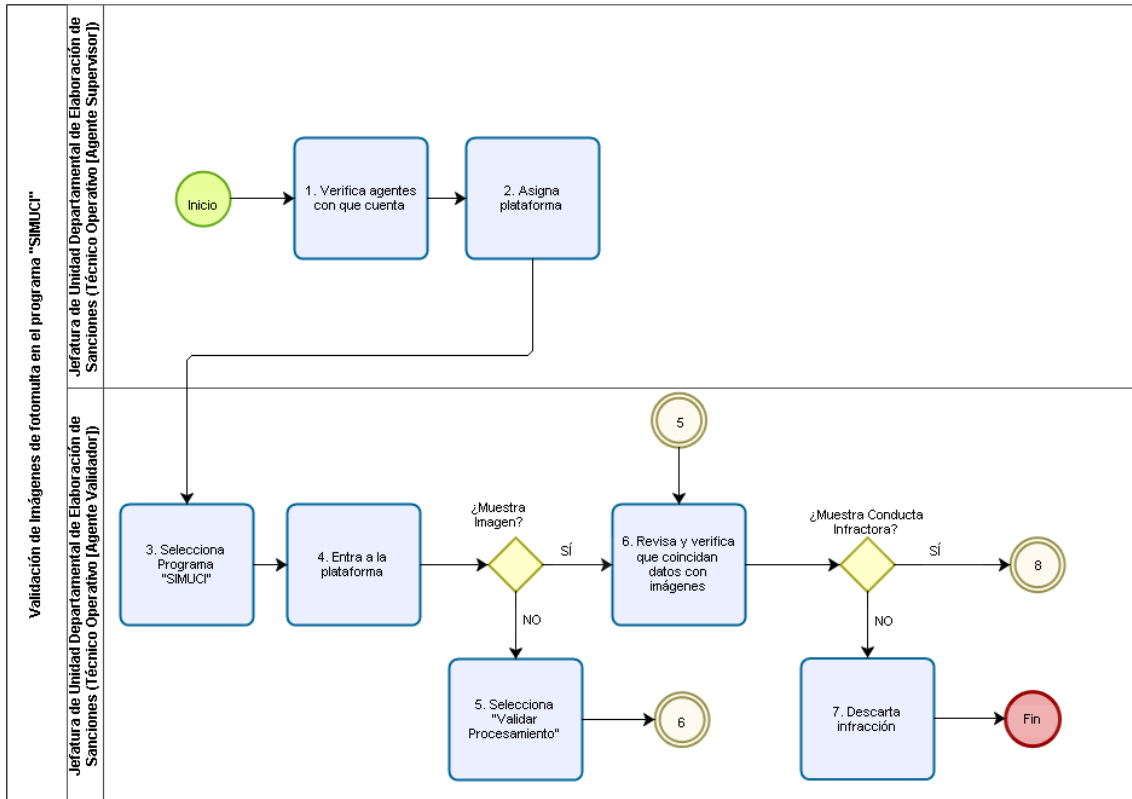 Validación de Imágenes de fotomulta en el programa "SIMUCI"
Jefatura de Unidad Departamental de Elaboración de
Sanciones (Técnico Operativo [Agente Supervisor])
Inicio
1. Verifica agentes
con que cuenta
2. Asigna
plataforma
Jefatura de Unidad Departamental de Elaboración de
Sanciones (Técnico Operativo [Agente Validador])
5
3. Selecciona
Programa
"SIMUCI"
4. Entra a la
plataforma
¿Muestra
Imagen?
SÍ
NO
6. Revisa y verifica
que coincidan
datos con
imágenes
¿Muestra Conducta
Infractora?
SÍ
8
NO
5. Selecciona
"Validar
Procesamiento"
6
7. Descarta
infracción
Fin